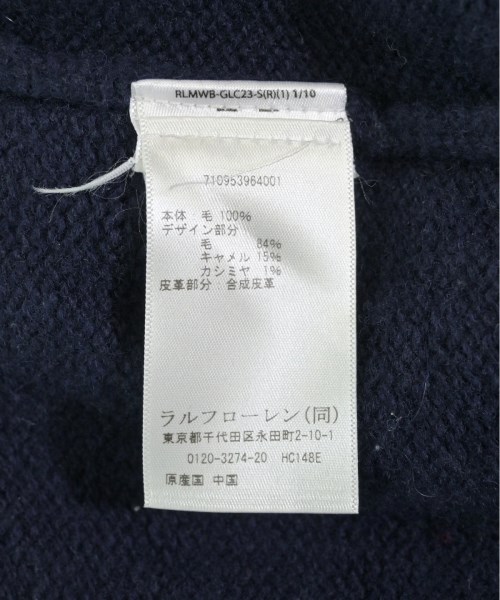 RLMWB-GLC23-S(R)(1) 1/10
710953964001
本体 毛 100%
デザイン部分
毛 84%
キャメル 15%
カシミヤ 1%
皮革部分:合成皮革
ラルフローレン(同)
東京都千代田区永田町2-10-1
0120-3274-20 HC148E
原産国 中国